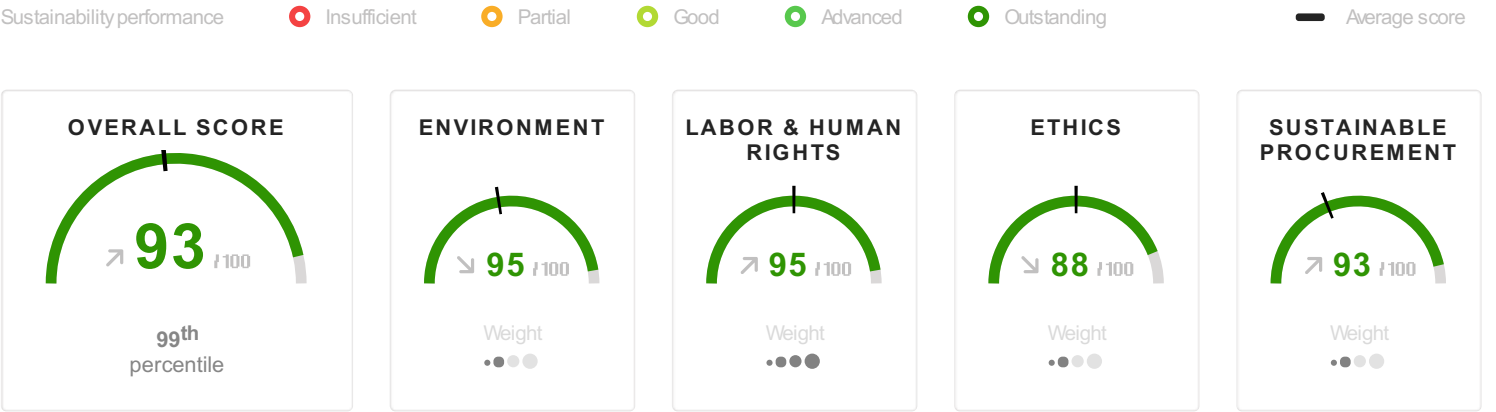 Sustainability performance Insufficient Partial Good Advanced Outstanding Average score
OVERALL SCORE
93 /100
99th
percentile
ENVIRONMENT
95 /100
Weight
LABOR & HUMAN
RIGHTS
95 /100
Weight
ETHICS
88 /100
Weight
SUSTAINABLE
PROCUREMENT
93 /100
Weight